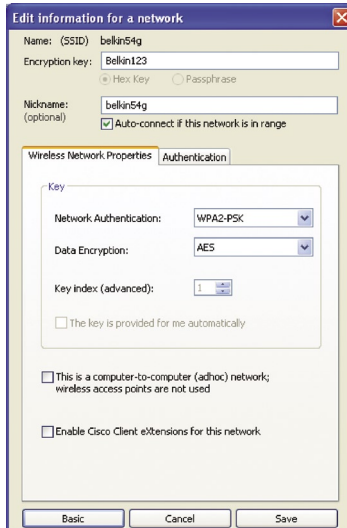 Edit information for a network
Name: (SSID) belkin54g
Encryption key: Belkin123
Hex Key Passphrase
Nickname: belkin54g
(optional)
Auto-connect if this network is in range
Wireless Network Properties Authentication
Key
Network Authentication: WPA2-PSK
Data Encryption: AES
Key index (advanced): 1
The key is provided for me automatically
This is a computer-to-computer (adhoc) network;
wireless access points are not used
Enable Cisco Client eXtensions for this network
Basic Cancel Save